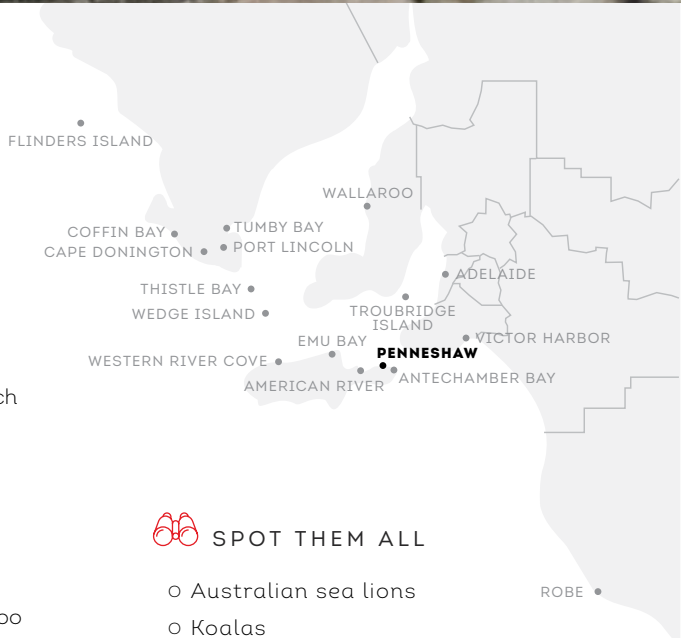 FLINDERS ISLAND
WALLAROO
COFFIN BAY
TUMBY BAY
CAPE DONINGTON
PORT LINCOLN
ADELAIDE
THISTLE BAY
WEDGE ISLAND
TROUBRIDGE
ISLAND
EMU BAY
VICTOR HARBOR
PENNESHAW
WESTERN RIVER COVE
AMERICAN RIVER
ANTECHAMBER BAY
ch
SPOT THEM ALL
Australian sea lions
ROBE
oo
Koalas